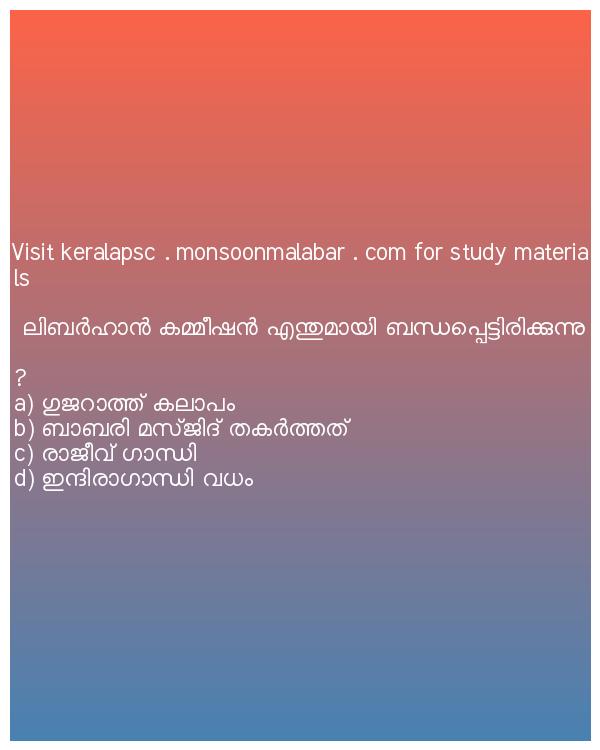 Visit keralapsc . monsoonmalabar . com for study materia
ls
ലിബർഹാൻ കമ്മീഷൻ എന്തുമായി ബന്ധപ്പെട്ടിരിക്കുന്നു
?
a) ഗുജറാത്ത് കലാപം
b) ബാബരി മസ്ജിദ് തകർത്തത്
c) രാജീവ് ഗാന്ധി
d) ഇന്ദിരാഗാന്ധി വധം